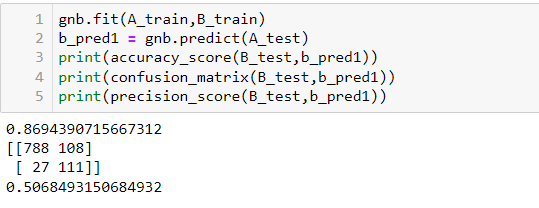 1 gnb.fit(A_train,B_train)
2 b_pred1 = gnb.predict(A_test)
3 print(accuracy_score(B_test,b_pred1))
4 print(confusion_matrix(B_test,b_pred1))
5 print(precision_score(B_test,b_pred1))
0.8694390715667312
[[788 108]
 [ 27 111]]
0.5068493150684932